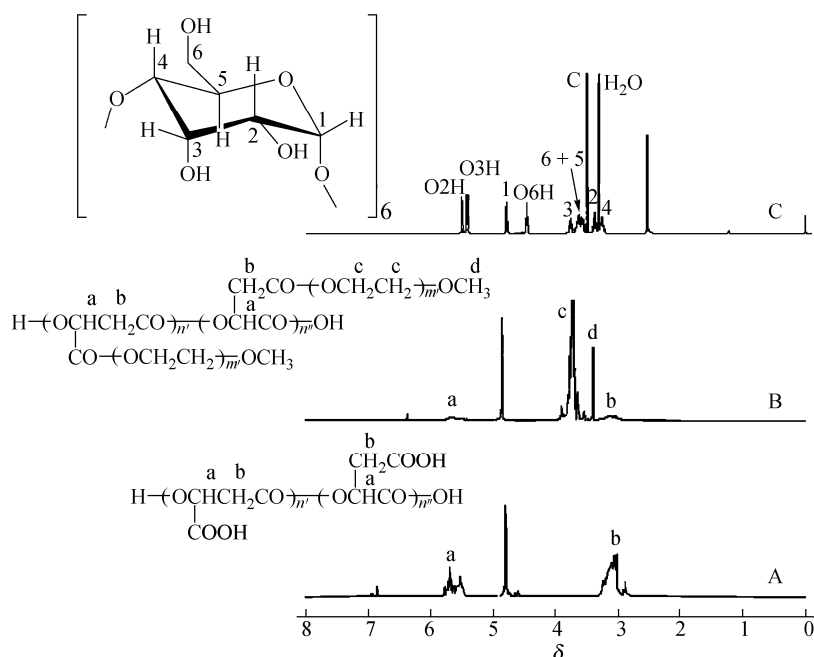 OH
6
H
4
H
5
O
C
H₂O
O
H
1
H
H
3
H
2
OH
O
OH
6
O2H
O3H
1
O6H
6 + 5
3
2
4
C
b
c
c
d
CH₂CO—(OCH₂CH₂)m′OCH₃
a
b
a
H—(OCHCH₂CO)n′—(OCHCO)n″—OH
CO—(OCH₂CH₂)m′OCH₃
c
d
a
b
B
b
CH₂COOH
a
b
a
H—(OCHCH₂CO)n′—(OCHCO)n″—OH
COOH
a
b
A
8 7 6 5 4 3 2 1 0
δ